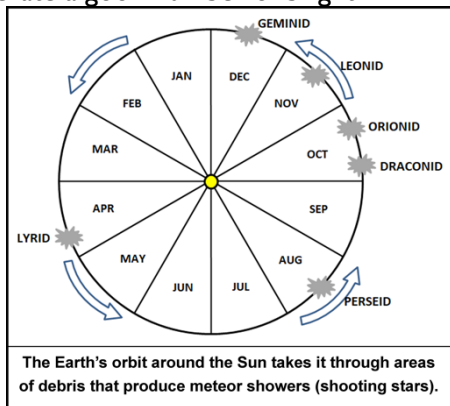 GEMINID
JAN
DEC
LEONID
FEB
NOV
ORIONID
MAR
OCT
DRACONID
APR
SEP
LYRID
MAY
AUG
JUN
JUL
PERSEID
The Earth's orbit around the Sun takes it through areas
of debris that produce meteor showers (shooting stars).